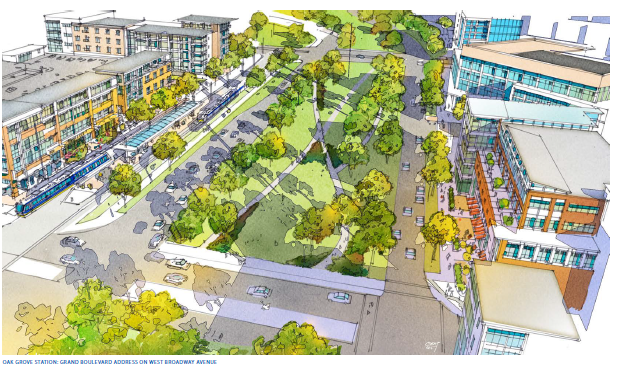 OAK GROVE STATION: GRAND BOULEVARD ADDRESS ON WEST BROADWAY AVENUE